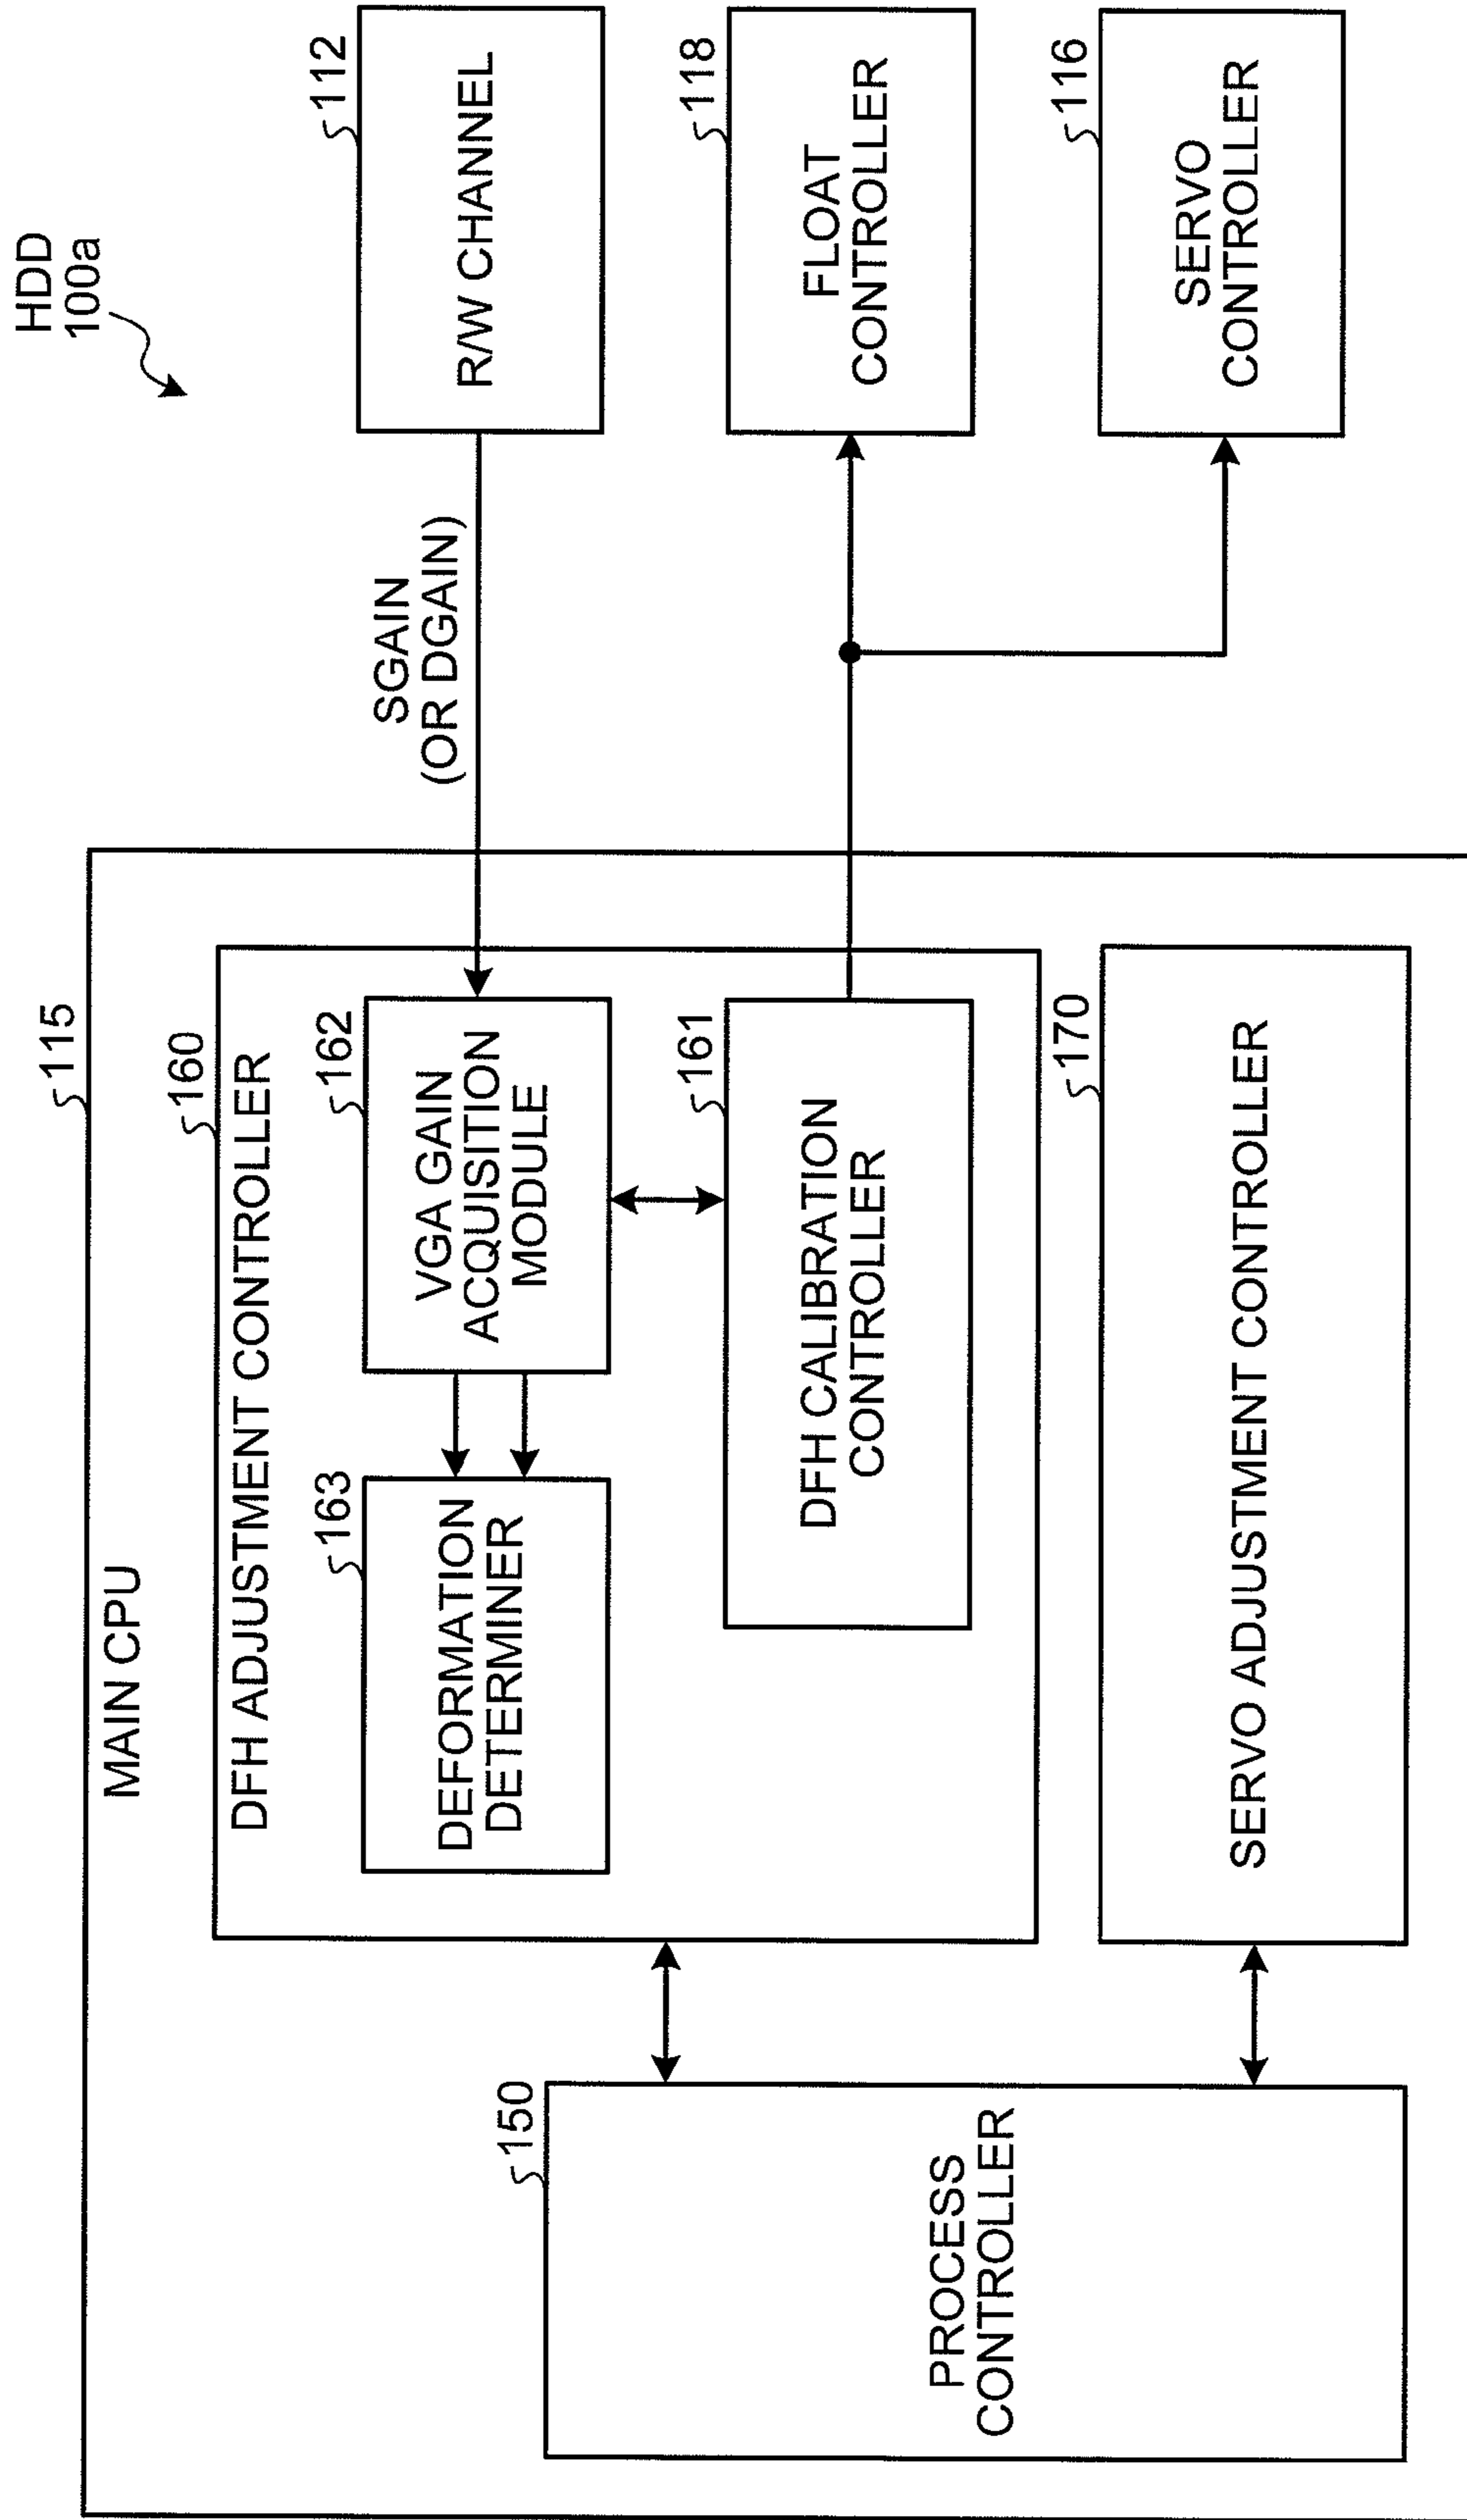 HDD
100a
115
MAIN CPU
160
DFH ADJUSTMENT CONTROLLER
163
DEFORMATION
DETERMINER
162
VGA GAIN
ACQUISITION
MODULE
SGAIN
(OR DGAIN)
112
R/W CHANNEL
150
PROCESS
CONTROLLER
161
DFH CALIBRATION
CONTROLLER
118
FLOAT
CONTROLLER
170
SERVO ADJUSTMENT CONTROLLER
116
SERVO
CONTROLLER